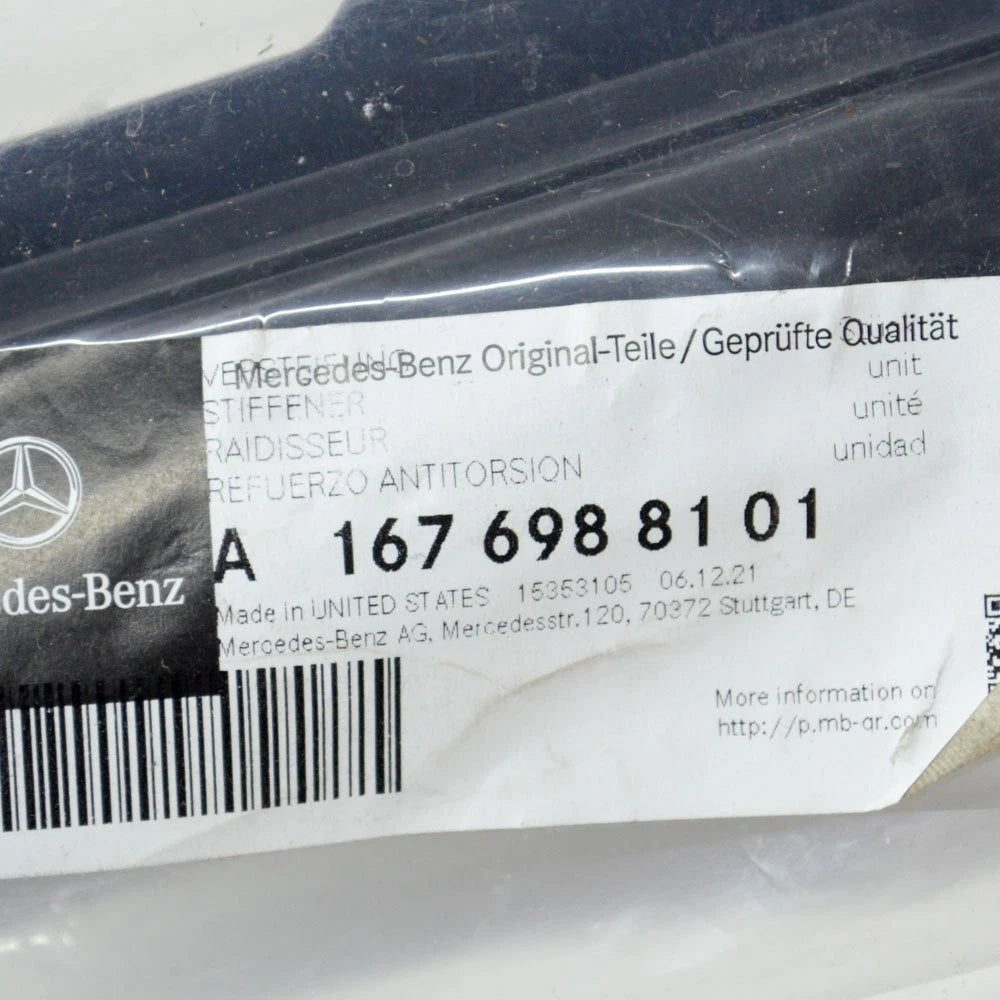 Mercedes-Benz Original-Teile/Geprüfte Qualität
VERSTEIFUNG
STIFFENER unit
RAIDISSEUR unité
REFUERZO ANTITORSION unidad
A 167 698 81 01
Made in UNITED STATES 15353105 06.12.21
Mercedes-Benz AG, Mercedesstr.120, 70372 Stuttgart, DE
edes-Benz
More information on
http://p.mb-qr.com